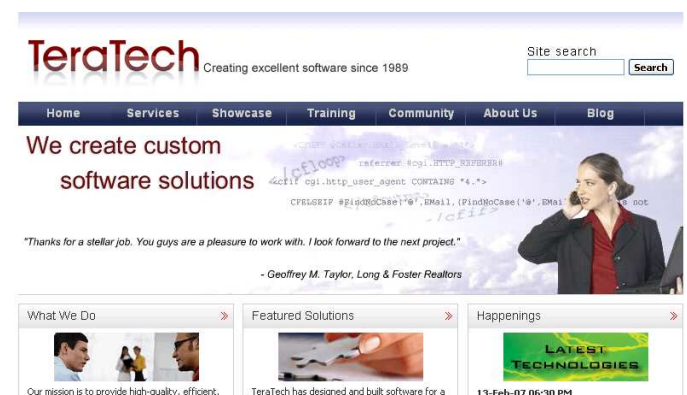 TeraTech Creating excellent software since 1989
Site search
Search
Home Services Showcase Training Community About Us Blog
We create custom
software solutions
</cfloop> referrer #cgi.HTTP_REFERER#
<cfif cgi.http_user_agent CONTAINS "4.">
CFELSEIF #FindNoCase('@',EMail,(FindNoCase('@',EMai is not
"Thanks for a stellar job. You guys are a pleasure to work with. I look forward to the next project."
- Geoffrey M. Taylor, Long & Foster Realtors
What We Do
Featured Solutions
Happenings
LATEST
TECHNOLOGIES
Our mission is to provide high-quality, efficient,
TeraTech has designed and built software for a
13-Feb-07 06:30 PM